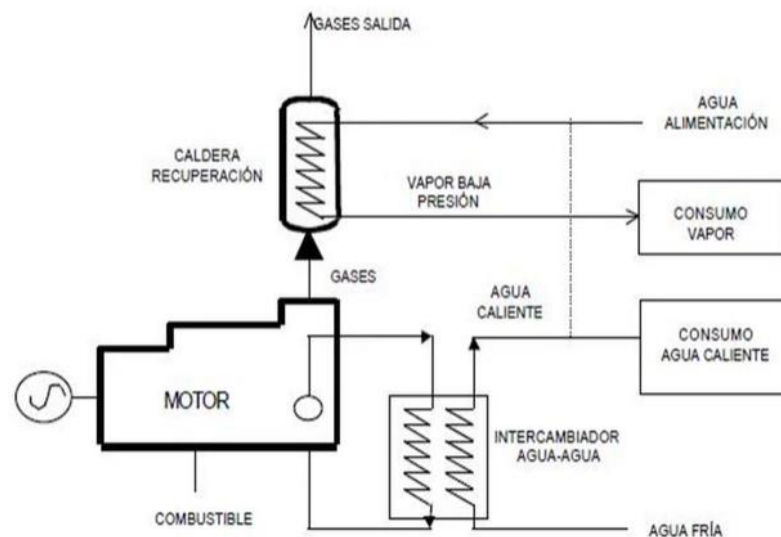 GASES SALIDA
AGUA
ALIMENTACIÓN
CALDERA
RECUPERACIÓN
VAPOR BAJA
PRESIÓN
CONSUMO
VAPOR
GASES
AGUA
CALIENTE
CONSUMO
AGUA CALIENTE
MOTOR
INTERCAMBIADOR
AGUA-AGUA
COMBUSTIBLE
AGUA FRÍA